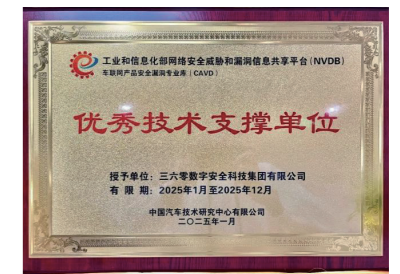 工业和信息化部网络安全威胁和漏洞信息共享平台(NVDB)
车联网产品安全漏洞专业库(CAVD)
优秀技术支撑单位
授予单位：三六零数字安全科技集团有限公司
有 限 期：2025年1月至2025年12月
中国汽车技术研究中心有限公司
二〇二五年一月